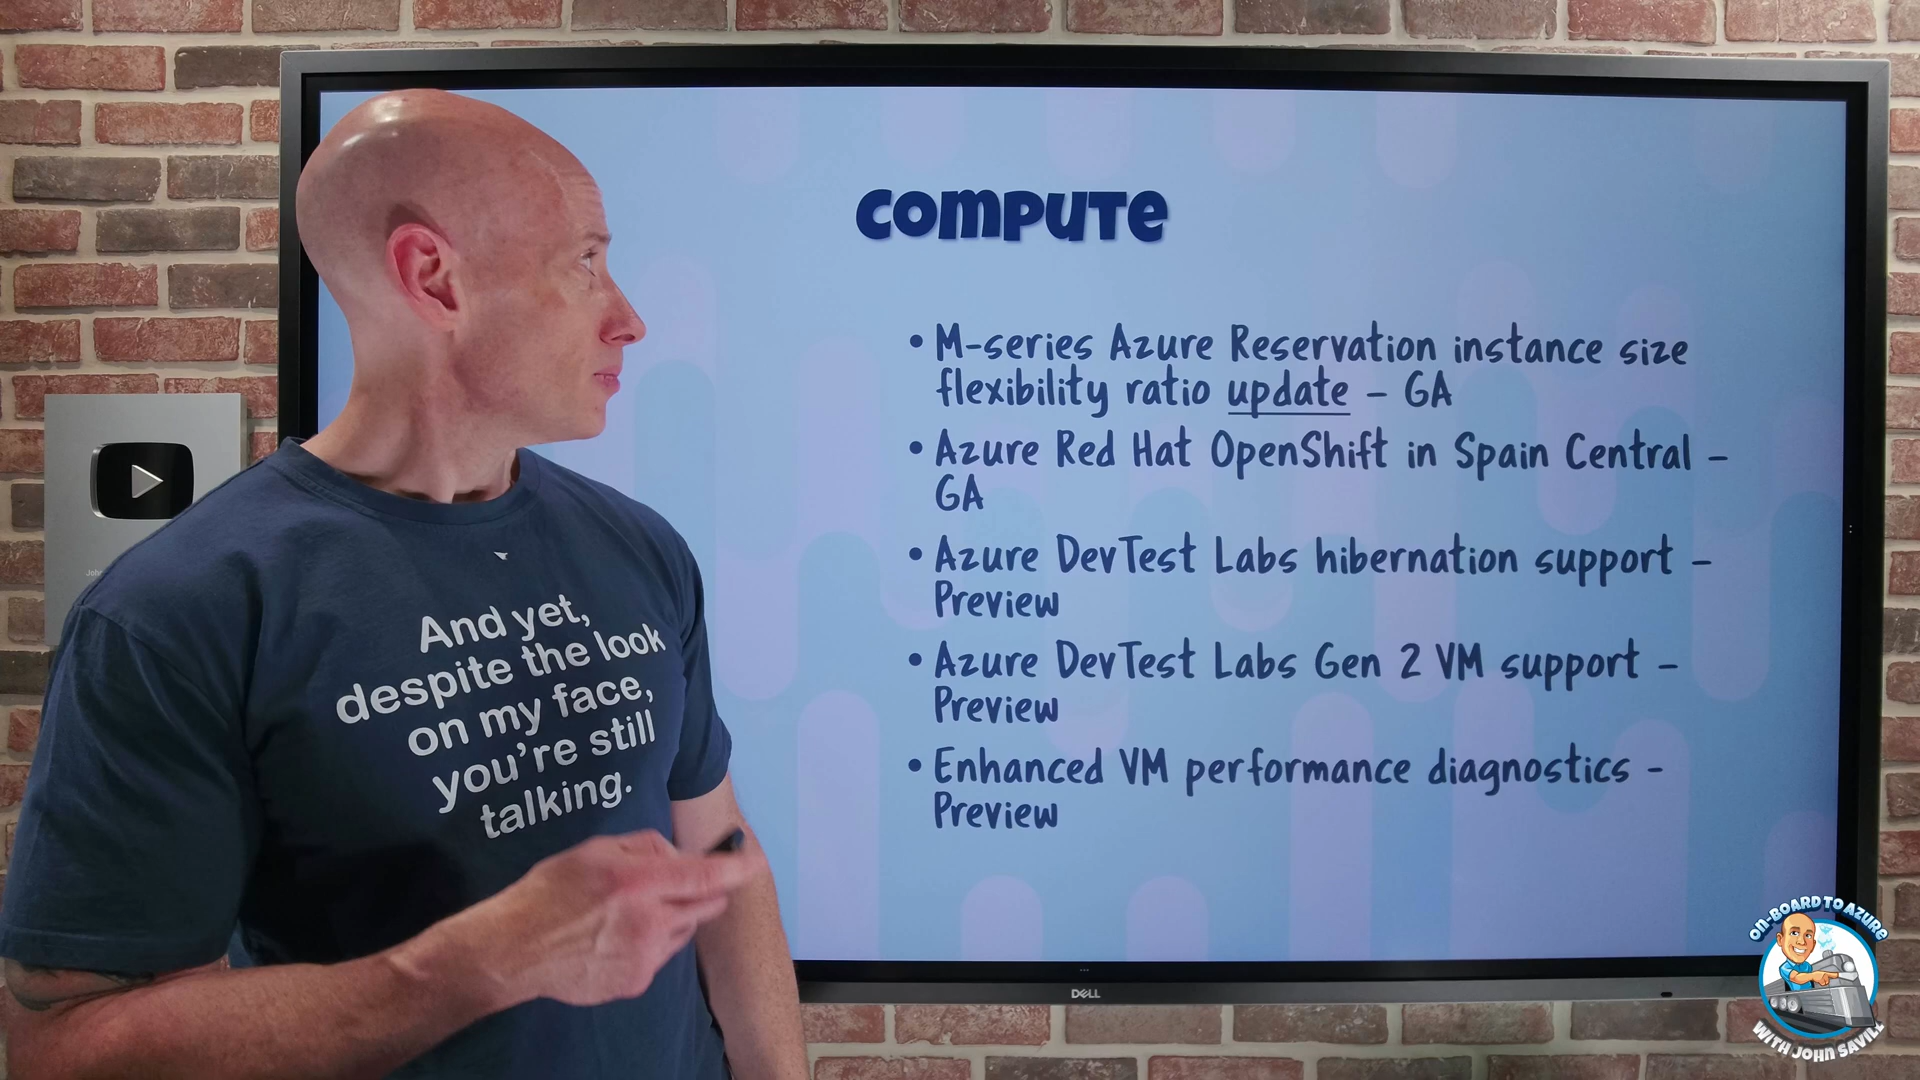 Compute
• M-series Azure Reservation instance size
flexibility ratio update - GA
• Azure Red Hat OpenShift in Spain Central -
GA
• Azure DevTest Labs hibernation support -
Preview
• Azure DevTest Labs Gen 2 VM support -
Preview
• Enhanced VM performance diagnostics -
Preview
And yet,
despite the look
on my face,
you're still
talking.
John
DELL
ON-BOARD TO AZURE
WITH JOHN SAVILL